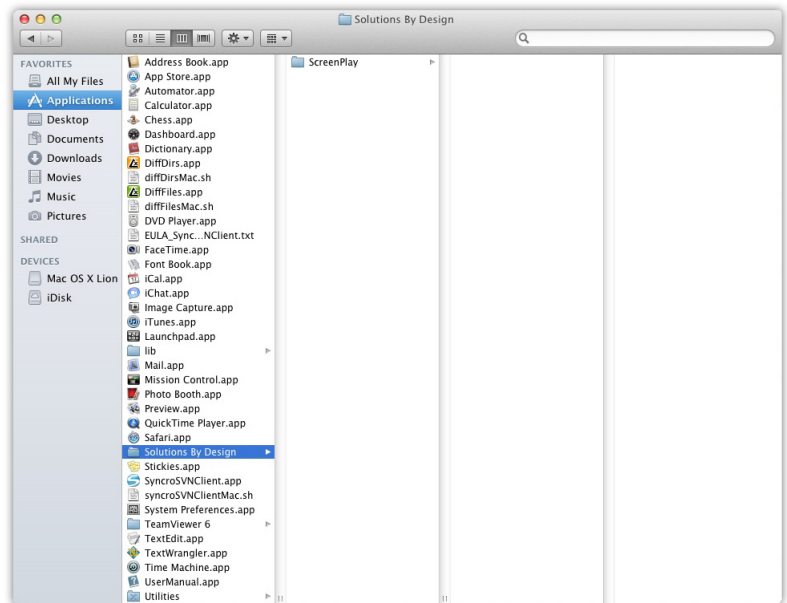 Solutions By Design
FAVORITES
All My Files
Applications
Desktop
Documents
Downloads
Movies
Music
Pictures
SHARED
DEVICES
Mac OS X Lion
iDisk
Address Book.app
App Store.app
Automator.app
Calculator.app
Chess.app
Dashboard.app
Dictionary.app
DiffDirs.app
diffDirsMac.sh
DiffFiles.app
diffFilesMac.sh
DVD Player.app
EULA_Sync...NClient.txt
FaceTime.app
Font Book.app
iCal.app
iChat.app
Image Capture.app
iTunes.app
Launchpad.app
lib
Mail.app
Mission Control.app
Photo Booth.app
Preview.app
QuickTime Player.app
Safari.app
Solutions By Design
Stickies.app
SyncroSVNClient.app
syncroSVNClientMac.sh
System Preferences.app
TeamViewer 6
TextEdit.app
TextWrangler.app
Time Machine.app
UserManual.app
Utilities
ScreenPlay